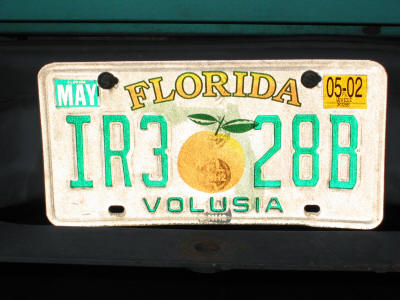 MAY
FLORIDA
05-02
IR3 28B
VOLUSIA